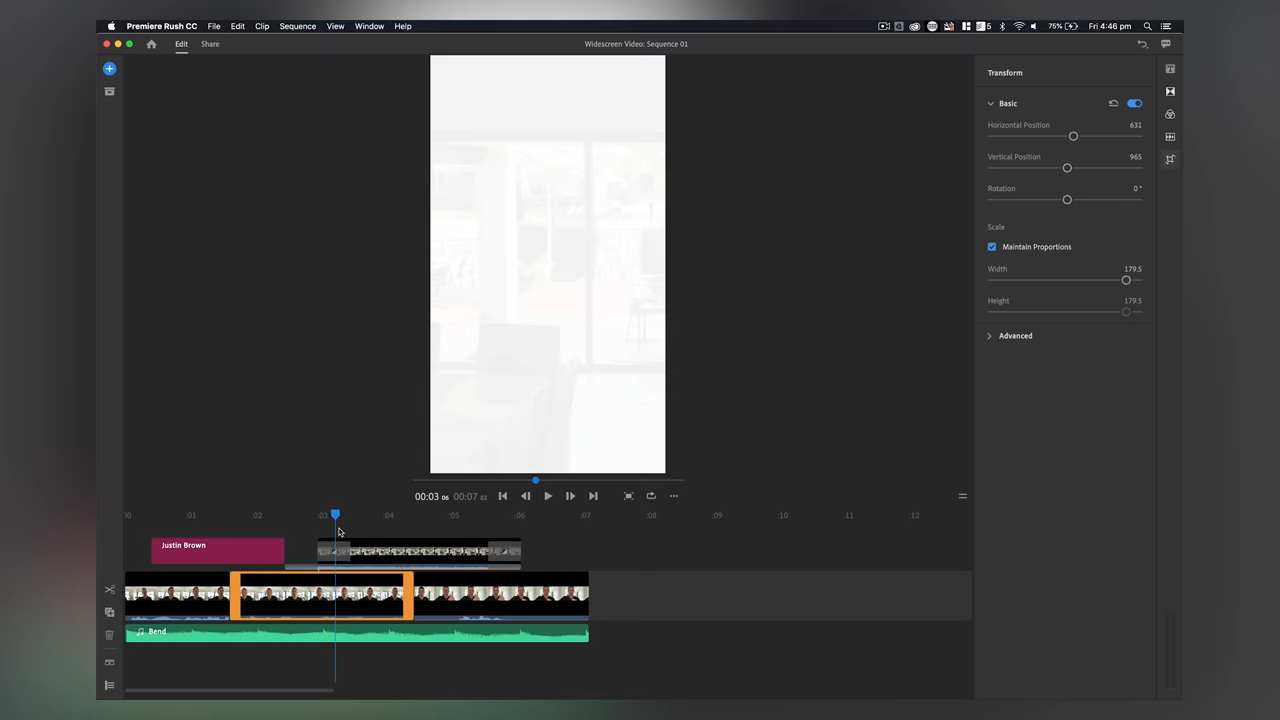 Premiere Rush CC File Edit Clip Sequence View Window Help 5 75% Fri 4:46 pm
Edit Share Widescreen Video: Sequence 01
Transform
Basic
Horizontal Position 631
Vertical Position 965
Rotation 0 °
Scale
Maintain Proportions
Width 179.5
Height 179.5
Advanced
00:03 06 00:07 02
:00 :01 :02 :03 :04 :05 :06 :07 :08 :09 :10 :11 :12
Justin Brown
Bend